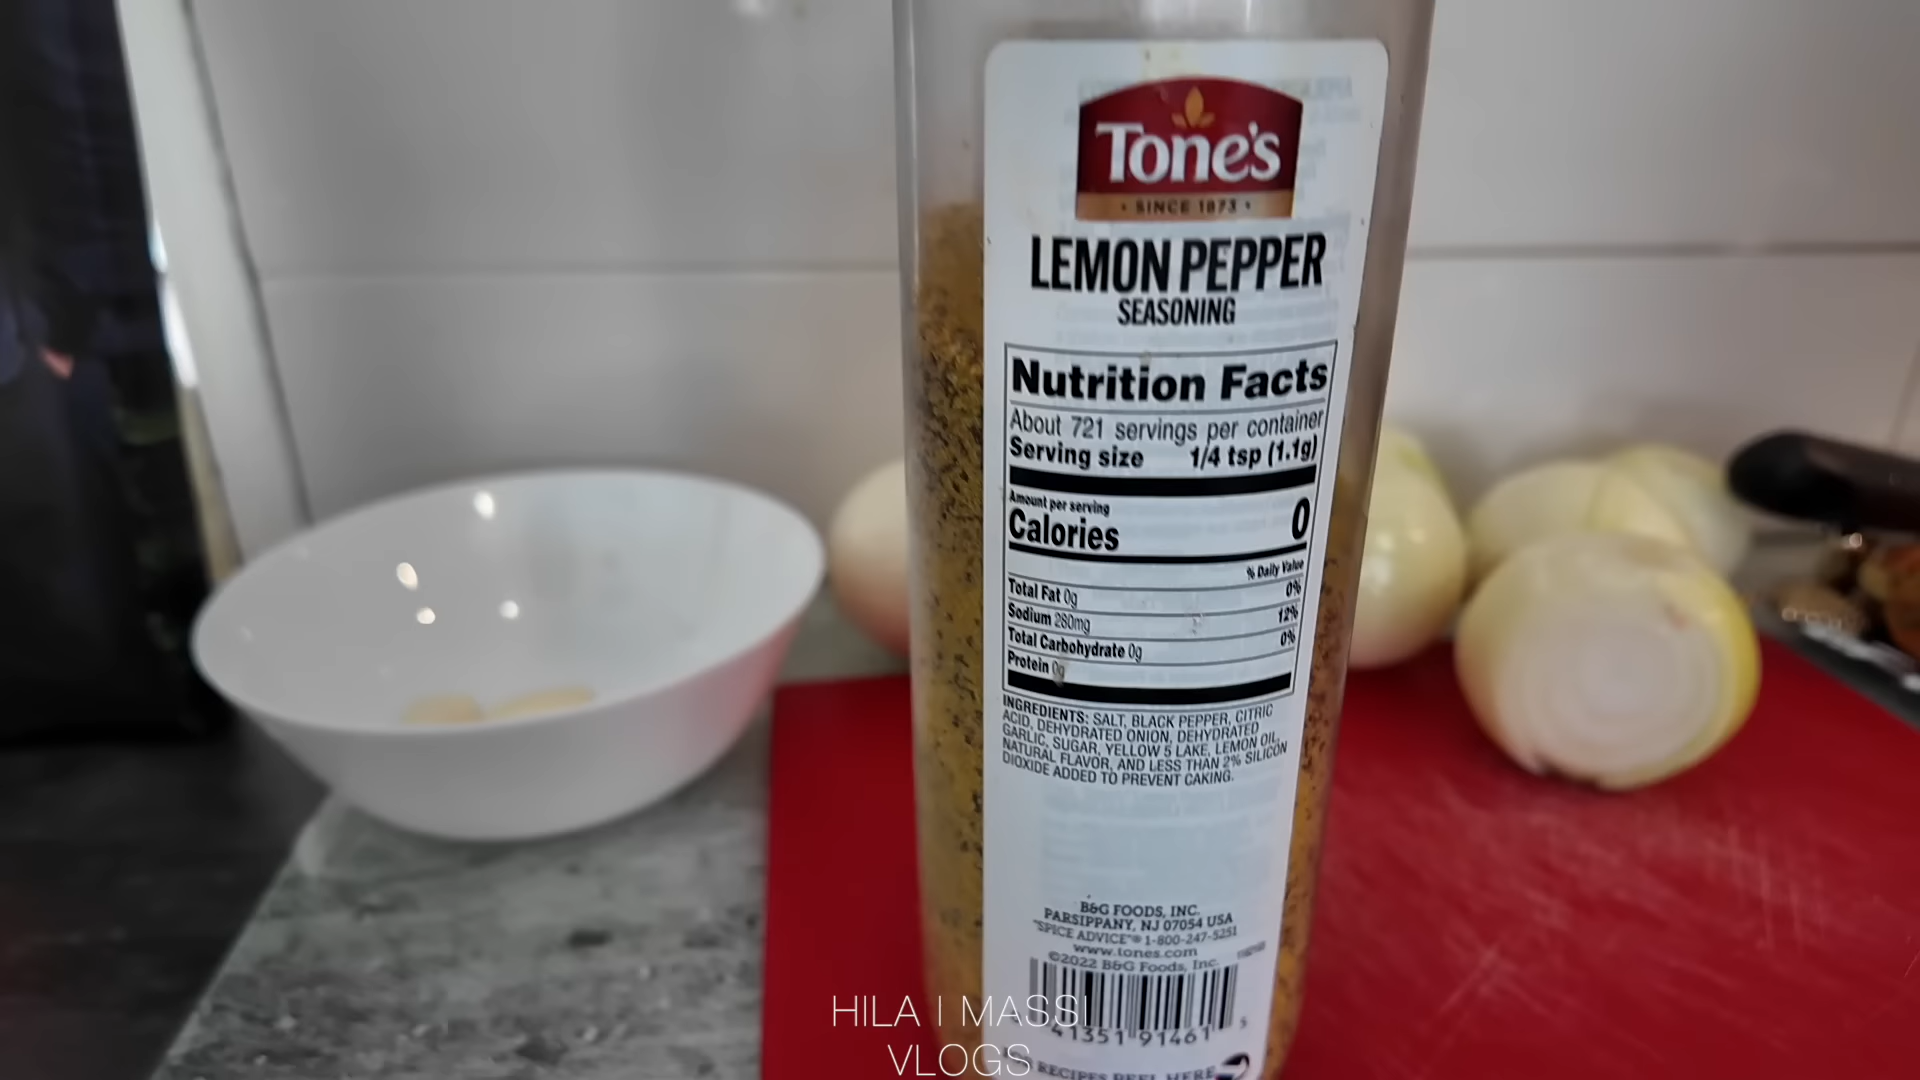 Tone's
• SINCE 1873 •
LEMON PEPPER
SEASONING
Nutrition Facts
About 721 servings per container
Serving size 1/4 tsp (1.1g)
Amount per serving
Calories 0
% Daily Value
Total Fat 0g 0%
Sodium 280mg 12%
Total Carbohydrate 0g 0%
Protein 0g
INGREDIENTS: SALT, BLACK PEPPER, CITRIC
ACID, DEHYDRATED ONION, DEHYDRATED
GARLIC, SUGAR, YELLOW 5 LAKE, LEMON OIL,
NATURAL FLAVOR, AND LESS THAN 2% SILICON
DIOXIDE ADDED TO PREVENT CAKING.
B&G FOODS, INC.
PARSIPPANY, NJ 07054 USA
"SPICE ADVICE"® 1-800-247-5251
www.tones.com
©2022 B&G Foods, Inc.
HILA I MASSI
41351 91461 5
VLOGS
RECIPES PEEL HERE